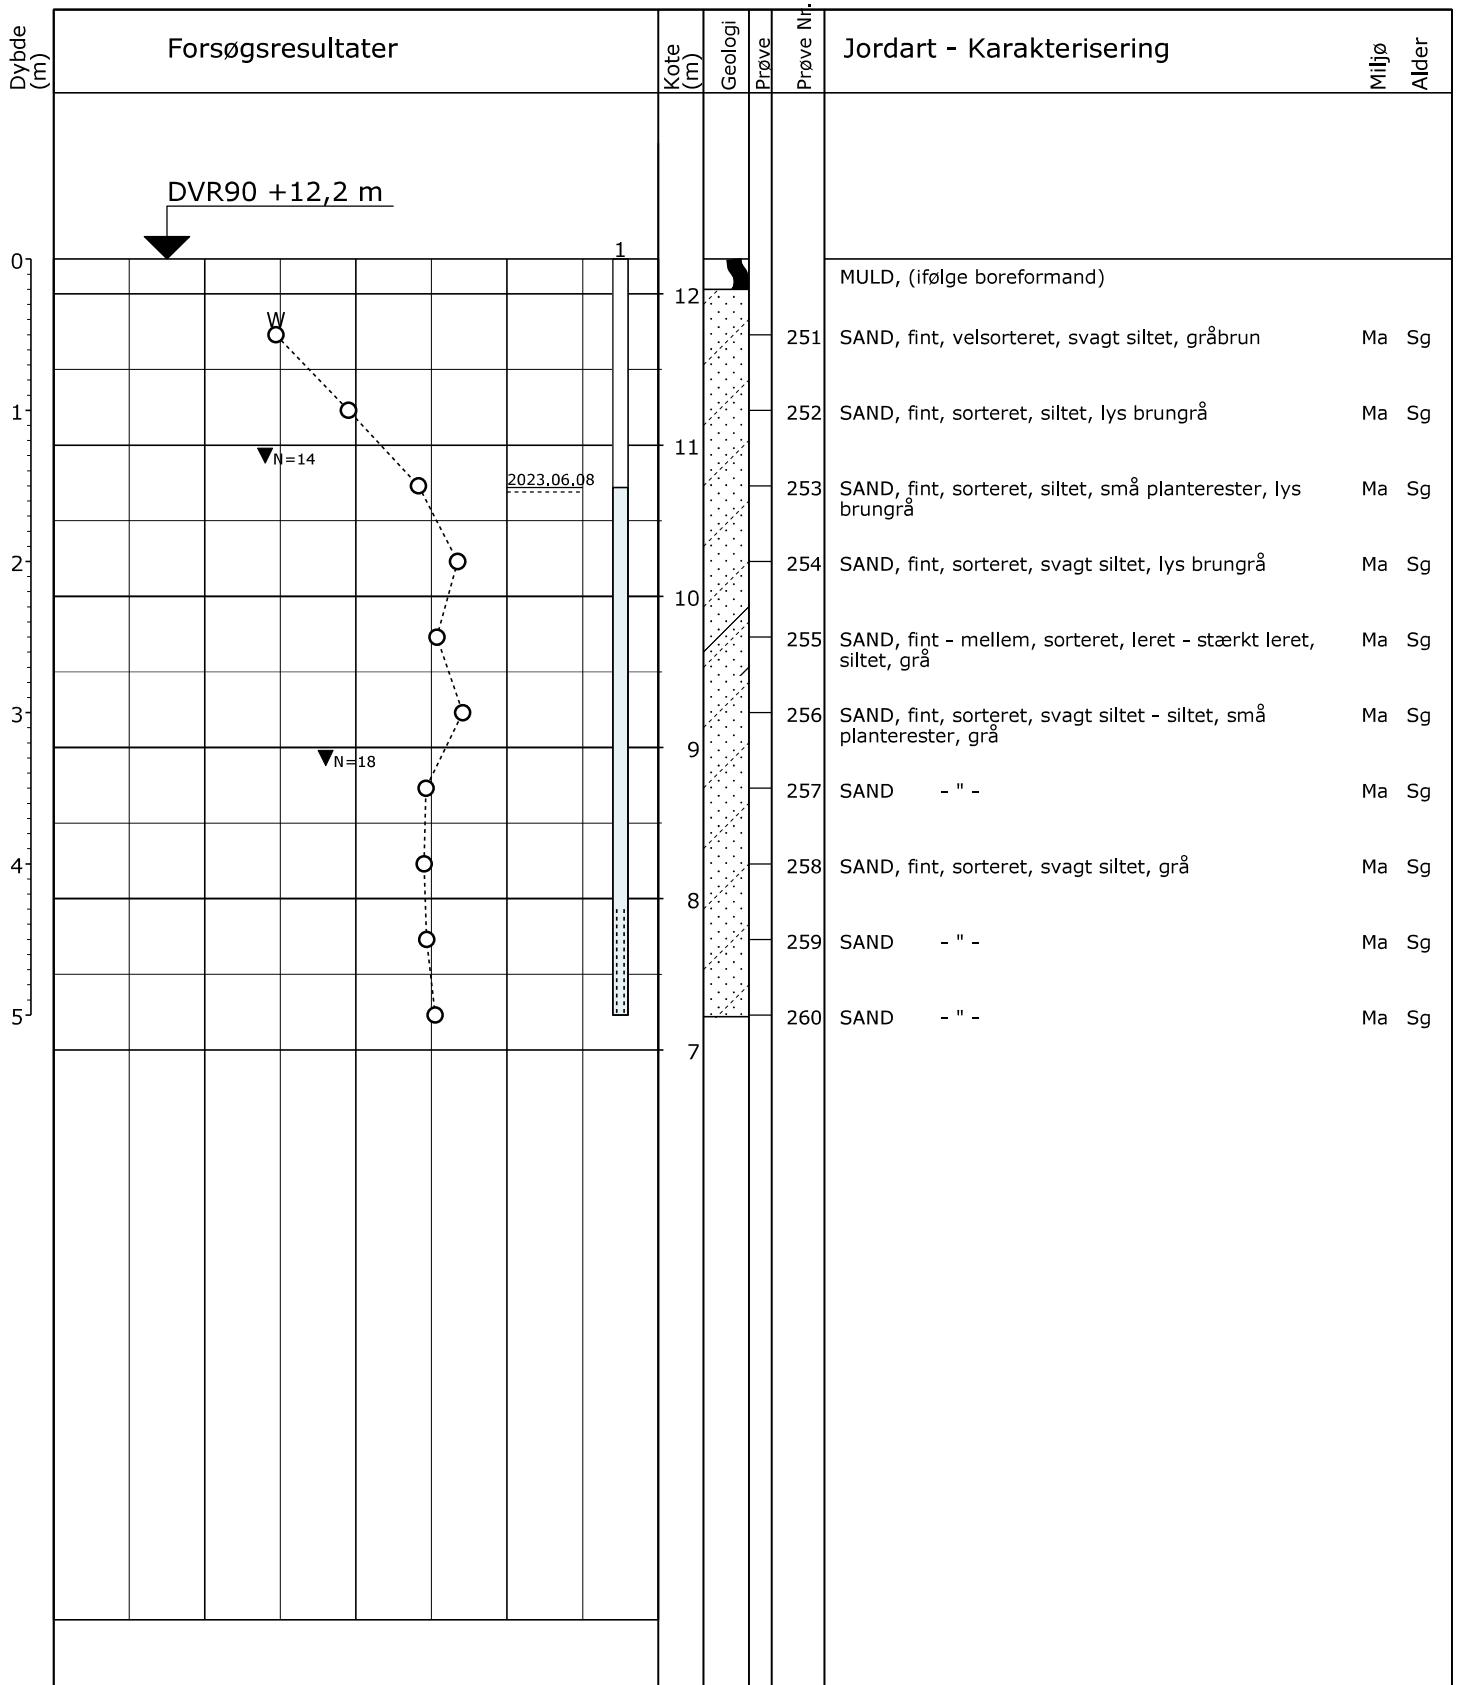 Dybde (m)
Forsøgsresultater
Kote (m)
Geologi
Prøve
Prøve Nr.
Jordart - Karakterisering
Miljø
Alder
DVR90 +12,2 m
1
0
MULD, (ifølge boreformand)
12
W
251 SAND, fint, velsorteret, svagt siltet, gråbrun Ma Sg
1
252 SAND, fint, sorteret, siltet, lys brungrå Ma Sg
11
N=14
2023.06.08
253 SAND, fint, sorteret, siltet, små planterester, lys Ma Sg
brungrå
2
254 SAND, fint, sorteret, svagt siltet, lys brungrå Ma Sg
10
255 SAND, fint - mellem, sorteret, leret - stærkt leret, Ma Sg
siltet, grå
3
256 SAND, fint, sorteret, svagt siltet - siltet, små Ma Sg
planterester, grå
9
N=18
257 SAND - " - Ma Sg
4
258 SAND, fint, sorteret, svagt siltet, grå Ma Sg
8
259 SAND - " - Ma Sg
5
260 SAND - " - Ma Sg
7